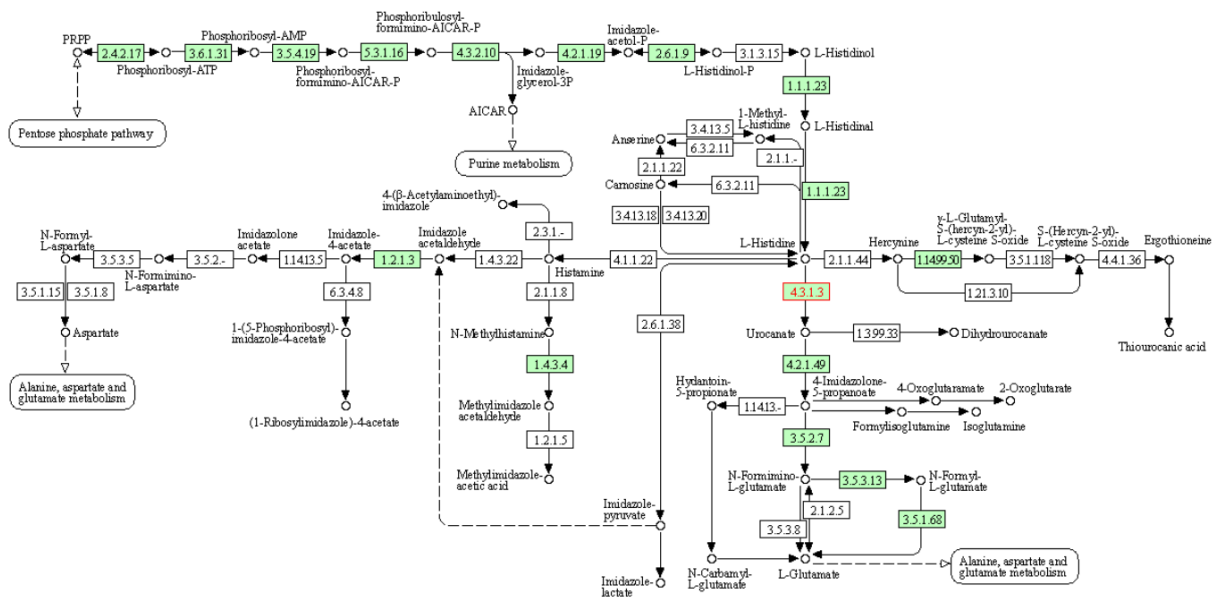 Phosphoribulosyl-
formimino-AICAR-P
Phosphoribosyl-AMP
Imidazole-
acetol-P
PRPP
2.4.2.17
3.6.1.31
3.5.4.19
5.3.1.16
4.3.2.10
4.2.1.19
2.6.1.9
3.1.3.15
L-Histidinol
Phosphoribosyl-ATP
Phosphoribosyl-
formimino-AICAR-P
Imidazole-
glycerol-3P
L-Histidinol-P
1.1.1.23
AICAR
Pentose phosphate pathway
Purine metabolism
L-Histidinal
1-Methyl-
L-histidine
Anserine
3.4.13.5
6.3.2.11
2.1.1.22
2.1.1.-
Carnosine
6.3.2.11
1.1.1.23
3.4.13.18
3.4.13.20
4-(β-Acetylaminoethyl)-
imidazole
2.3.1.-
N-Formyl-
L-aspartate
Imidazolone
acetate
Imidazole-
4-acetate
Imidazole
acetaldehyde
L-Histidine
Hercynine
γ-L-Glutamyl-
S-(hercyn-2-yl)-
L-cysteine S-oxide
S-(Hercyn-2-yl)-
L-cysteine S-oxide
Ergothioneine
3.5.3.5
3.5.2.-
1.14.13.5
1.2.1.3
1.4.3.22
4.1.1.22
2.1.1.44
1.14.99.50
3.5.1.118
4.4.1.36
N-Formimino-
L-aspartate
Histamine
1.21.3.10
3.5.1.15
3.5.1.8
6.3.4.8
2.1.1.8
4.3.1.3
2.6.1.38
Aspartate
1-(5-Phosphoribosyl)-
imidazole-4-acetate
N-Methylhistamine
Urocanate
1.3.99.33
Dihydrourocanate
Thiourocanic acid
1.4.3.4
4.2.1.49
Alanine, aspartate and
glutamate metabolism
Hydantoin-
5-propionate
4-Imidazolone-
5-propanoate
4-Oxoglutaramate
2-Oxoglutarate
(1-Ribosylimidazole)-4-acetate
Methylimidazole
acetaldehyde
1.14.13.-
Formylisoglutamine
Isoglutamine
1.2.1.5
3.5.2.7
Methylimidazole-
acetic acid
N-Formimino-
L-glutamate
3.5.3.13
N-Formyl-
L-glutamate
Imidazole-
pyruvate
2.1.2.5
3.5.3.8
3.5.1.68
Imidazole-
lactate
N-Carbamyl-
L-glutamate
L-Glutamate
Alanine, aspartate and
glutamate metabolism